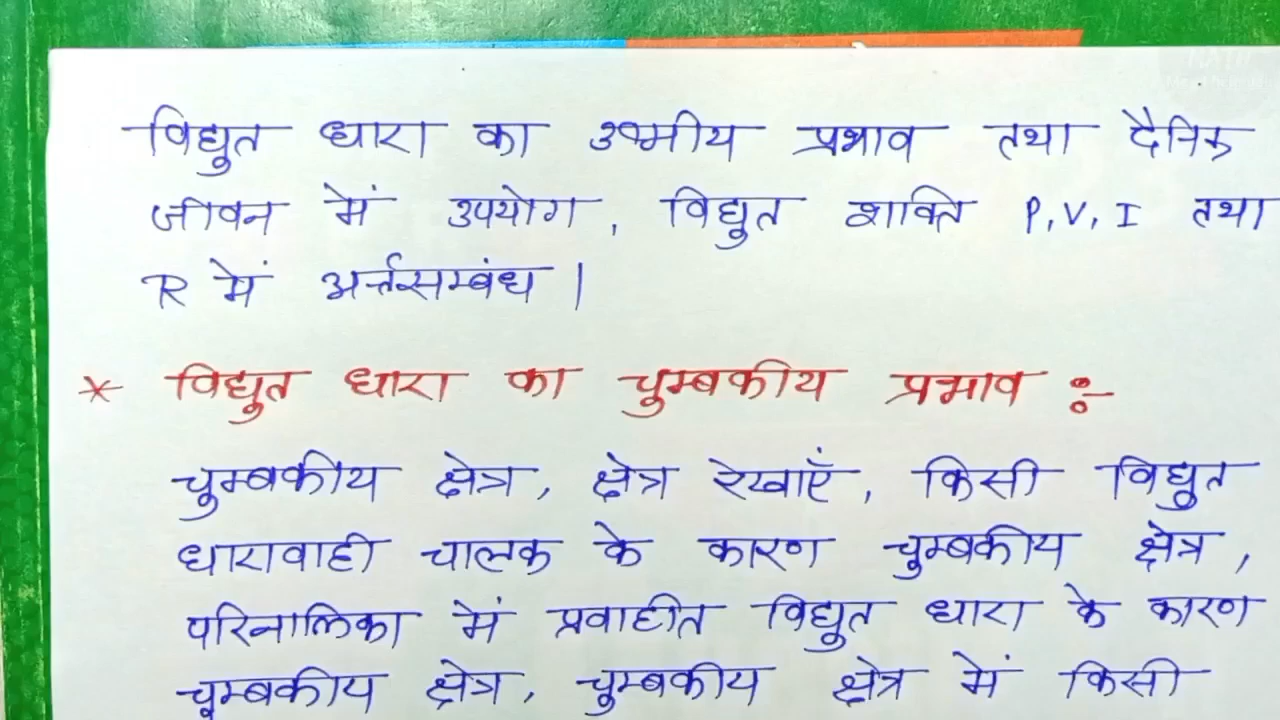 विद्युत धारा का उष्मीय प्रभाव तथा दैनिक
जीवन में उपयोग, विद्युत शक्ति P, V, I तथा
R में अर्न्तसम्बंध।
* विद्युत धारा का चुम्बकीय प्रभाव :-
चुम्बकीय क्षेत्र, क्षेत्र रेखाएँ, किसी विद्युत
धारावाही चालक के कारण चुम्बकीय क्षेत्र,
परिनालिका में प्रवाहीत विद्युत धारा के कारण
चुम्बकीय क्षेत्र, चुम्बकीय क्षेत्र में किसी